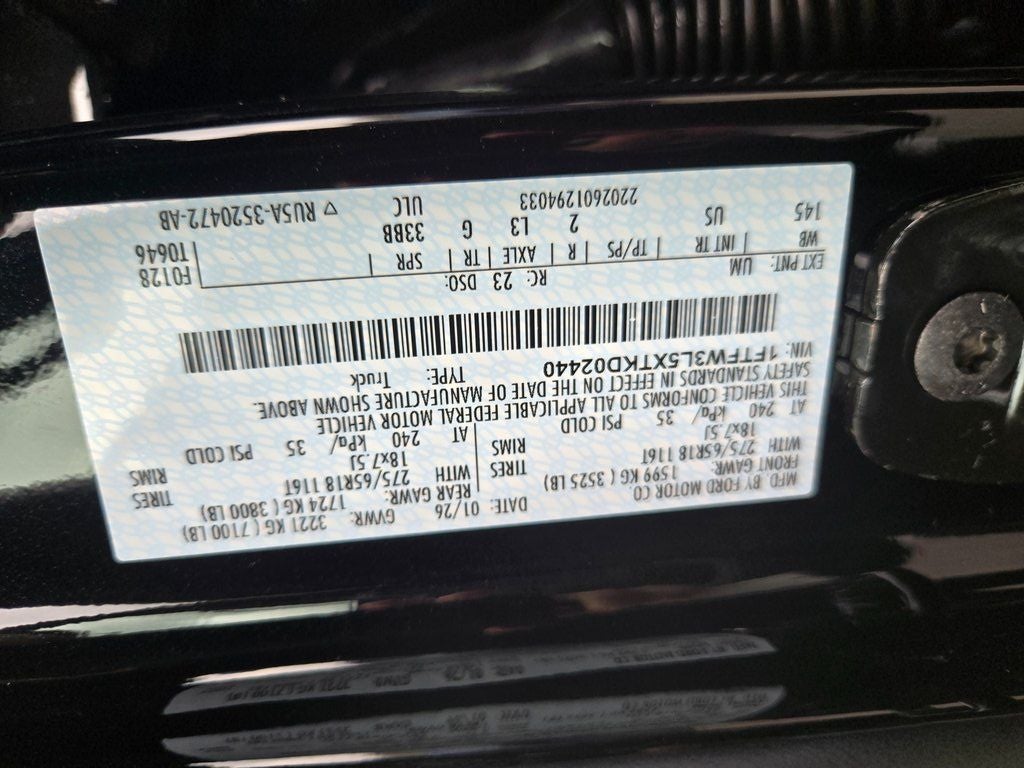 MFD. BY FORD MOTOR CO
DATE: 01/26 GVWR: 3221 KG ( 7100 LB)
FRONT GAWR: REAR GAWR:
1599 KG ( 3525 LB) 1724 KG ( 3800 LB)
WITH TIRES WITH TIRES
275/65R18 116T 275/65R18 116T
18x7.5J RIMS 18x7.5J RIMS
AT 240 kPa/ 35 PSI COLD AT 240 kPa/ 35 PSI COLD
THIS VEHICLE CONFORMS TO ALL APPLICABLE FEDERAL MOTOR VEHICLE
SAFETY STANDARDS IN EFFECT ON THE DATE OF MANUFACTURE SHOWN ABOVE.
VIN: 1FTFW3L5XTKD02440 TYPE: Truck
EXT PNT: UM RC: 23 DSO: F0128
WB | INT TR | TP/PS | R | AXLE | TR | SPR | T0646
145 US 2 L3 G 33BB
2202601294033 ULC ▽ RU5A-3520472-AB